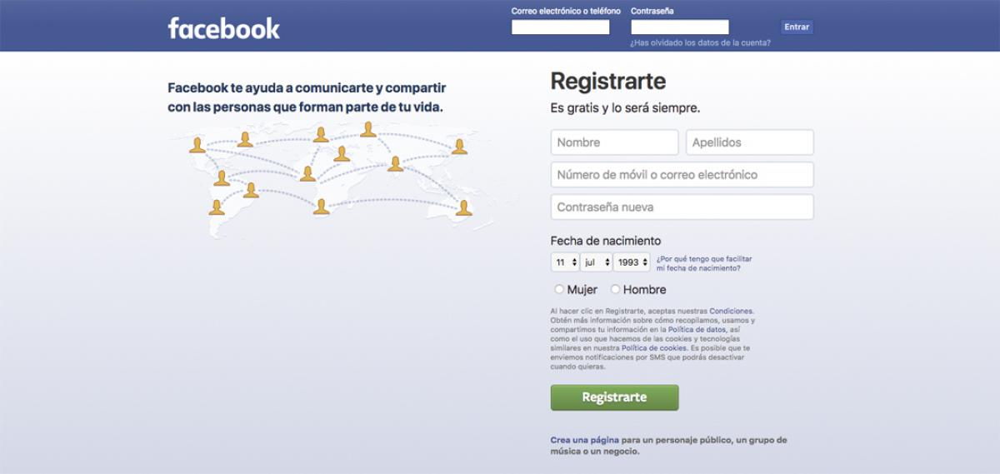 facebook
Correo electrónico o teléfono
Contraseña
Entrar
¿Has olvidado los datos de la cuenta?
Facebook te ayuda a comunicarte y compartir
con las personas que forman parte de tu vida.
Registrarte
Es gratis y lo será siempre.
Nombre
Apellidos
Número de móvil o correo electrónico
Contraseña nueva
Fecha de nacimiento
11 jul 1993
¿Por qué tengo que facilitar
mi fecha de nacimiento?
Mujer Hombre
Al hacer clic en Registrarte, aceptas nuestras Condiciones.
Obtén más información sobre cómo recopilamos, usamos y
compartimos tu información en la Política de datos, así
como el uso que hacemos de las cookies y tecnologías
similares en nuestra Política de cookies. Es posible que te
enviemos notificaciones por SMS que podrás desactivar
cuando quieras.
Registrarte
Crea una página para un personaje público, un grupo de
música o un negocio.